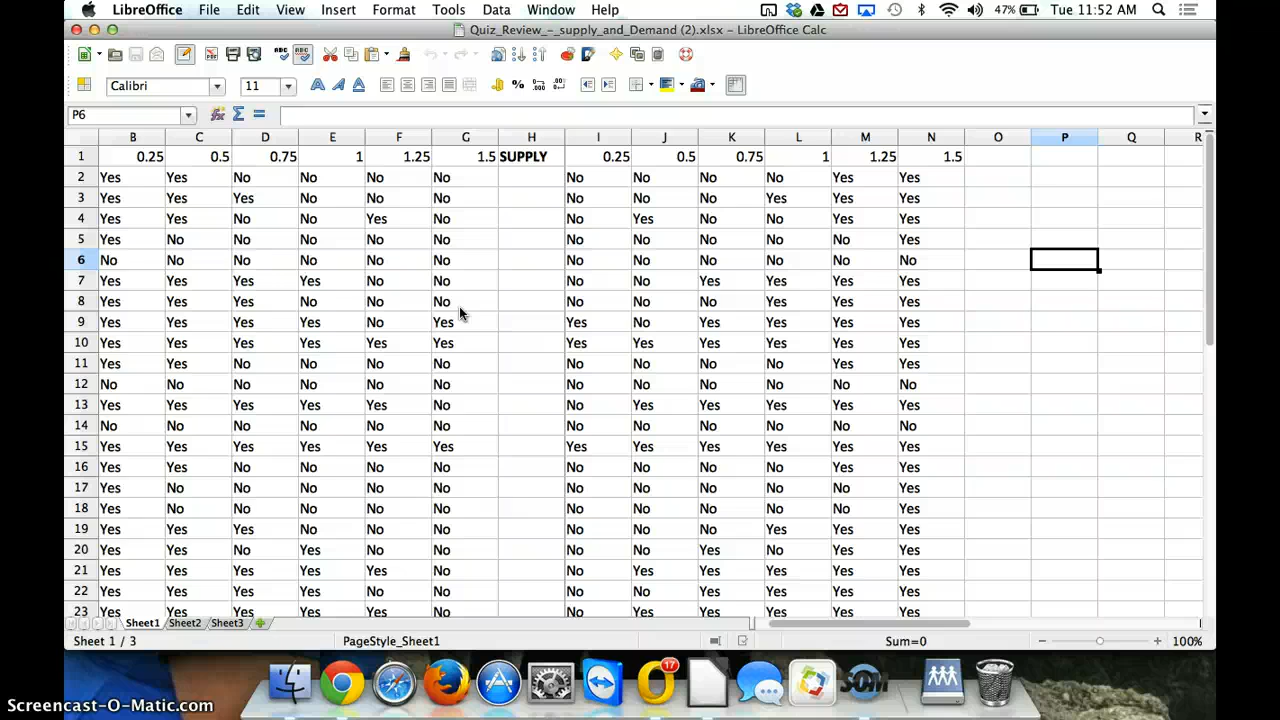 LibreOffice File Edit View Insert Format Tools Data Window Help 47% Tue 11:52 AM
Quiz_Review_-_supply_and_Demand (2).xlsx - LibreOffice Calc
Calibri 11
P6
B C D E F G H I J K L M N O P Q R
1 0.25 0.5 0.75 1 1.25 1.5 SUPPLY 0.25 0.5 0.75 1 1.25 1.5
2 Yes Yes No No No No No No No No Yes Yes
3 Yes Yes Yes No No No No No No Yes Yes Yes
4 Yes Yes No No Yes No No Yes No No Yes Yes
5 Yes No No No No No No No No No No Yes
6 No No No No No No No No No No No No
7 Yes Yes Yes Yes No No No No Yes Yes Yes Yes
8 Yes Yes Yes No No No No No No Yes Yes Yes
9 Yes Yes Yes Yes No Yes Yes No Yes Yes Yes Yes
10 Yes Yes Yes Yes Yes Yes Yes Yes Yes Yes Yes Yes
11 Yes Yes No No No No No No No No Yes Yes
12 No No No No No No No No No No No No
13 Yes Yes Yes Yes Yes No No Yes Yes Yes Yes Yes
14 No No No No No No No No No No No No
15 Yes Yes Yes Yes Yes Yes Yes Yes Yes Yes Yes Yes
16 Yes Yes No No No No No No No No Yes Yes
17 Yes No No No No No No No No No No Yes
18 Yes No No No No No No No No No No Yes
19 Yes Yes Yes No No No No No No Yes Yes Yes
20 Yes Yes No Yes No No No No Yes No Yes Yes
21 Yes Yes Yes Yes Yes No No Yes Yes Yes Yes Yes
22 Yes Yes Yes Yes No No No No Yes Yes Yes Yes
23 Yes Yes Yes Yes Yes No No Yes Yes Yes Yes Yes
Sheet1 Sheet2 Sheet3
Sheet 1 / 3 PageStyle_Sheet1 Sum=0 100%
17
SOM
Screencast-O-Matic.com